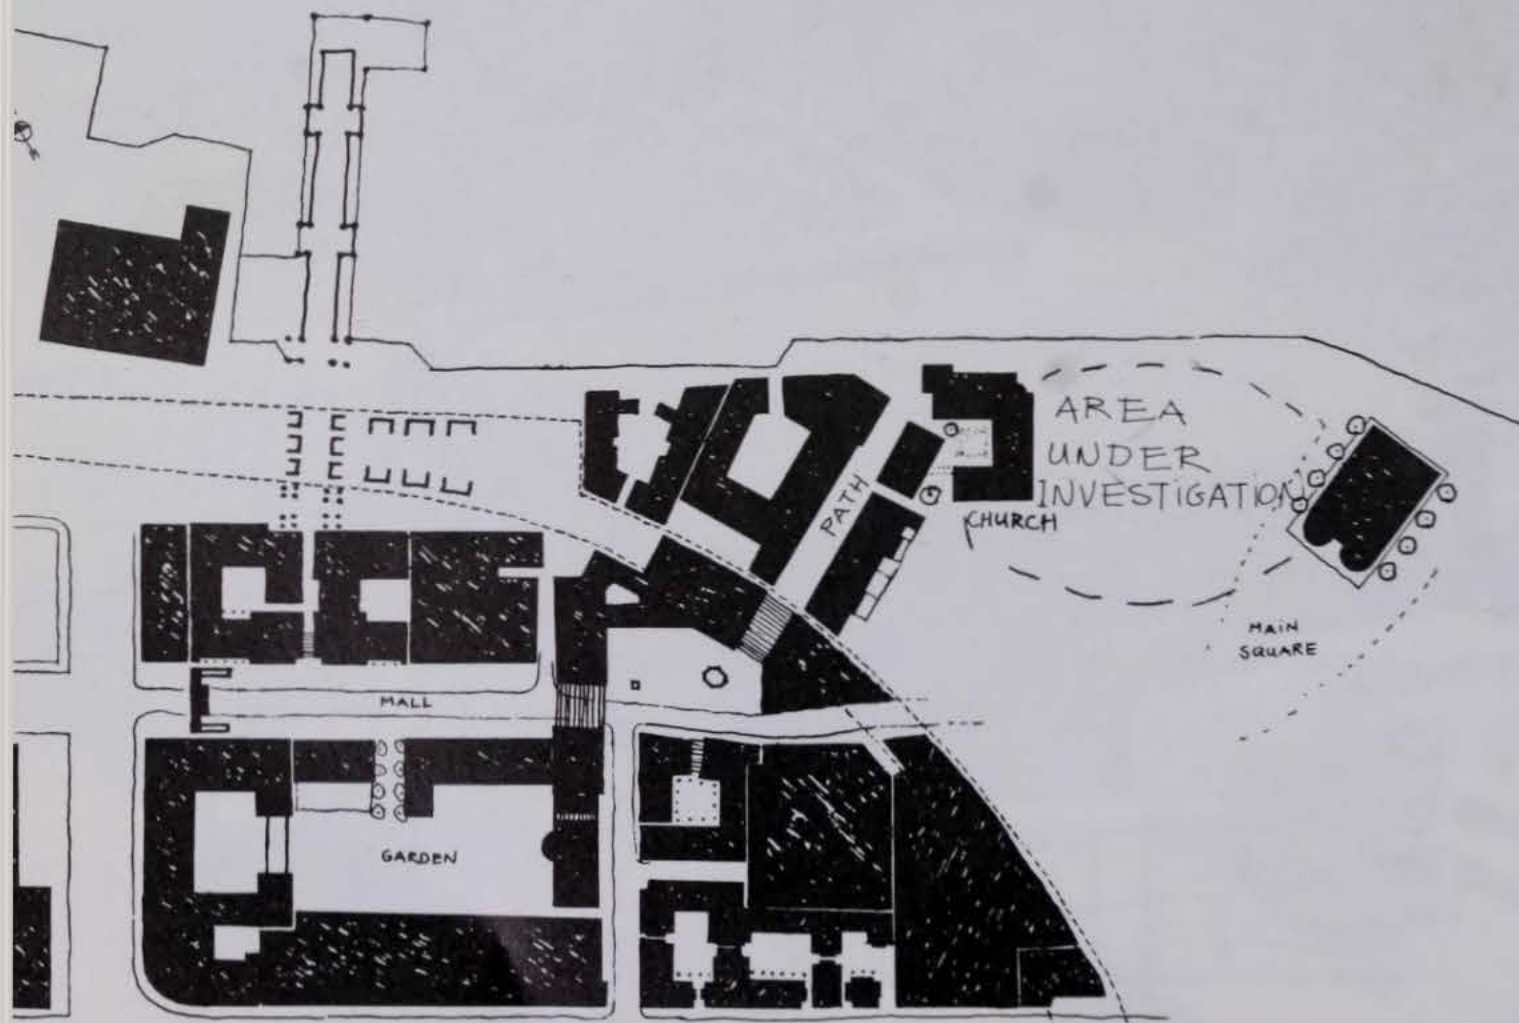 AREA
UNDER
INVESTIGATION
PATH
CHURCH
MAIN
SQUARE
MALL
GARDEN